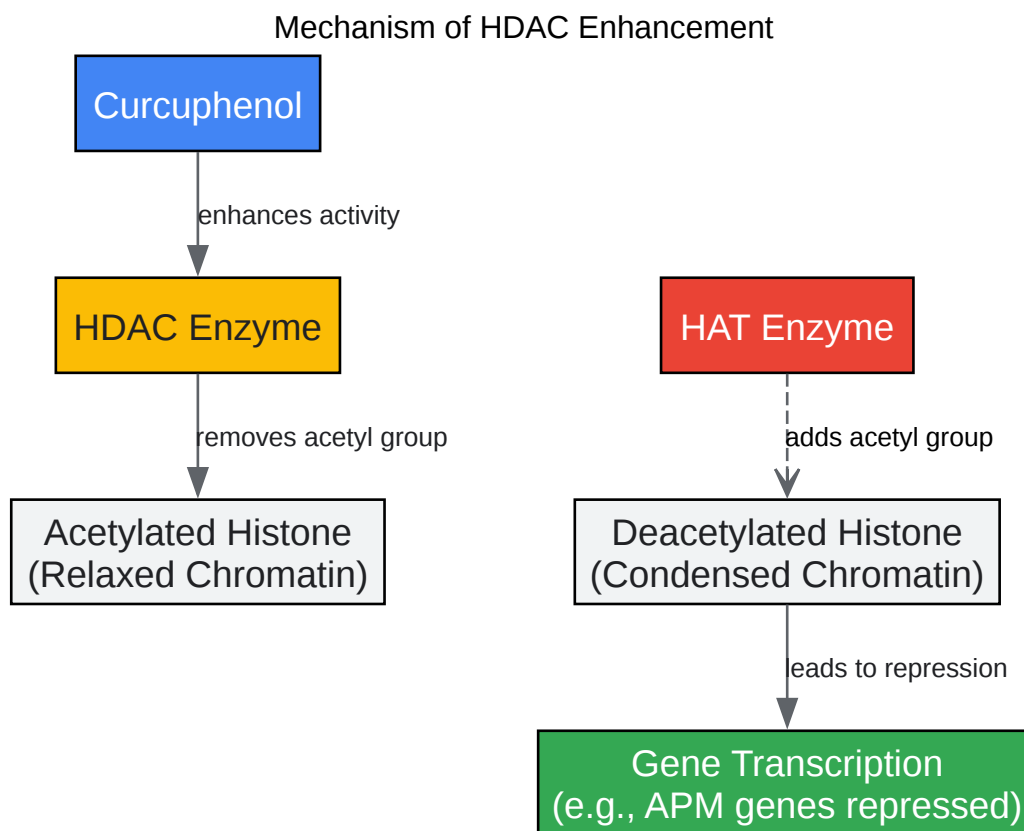 Mechanism of HDAC Enhancement
Curcuphenol
enhances activity
HDAC Enzyme
HAT Enzyme
removes acetyl group
adds acetyl group
Acetylated Histone
(Relaxed Chromatin)
Deacetylated Histone
(Condensed Chromatin)
leads to repression
Gene Transcription
(e.g., APM genes repressed)